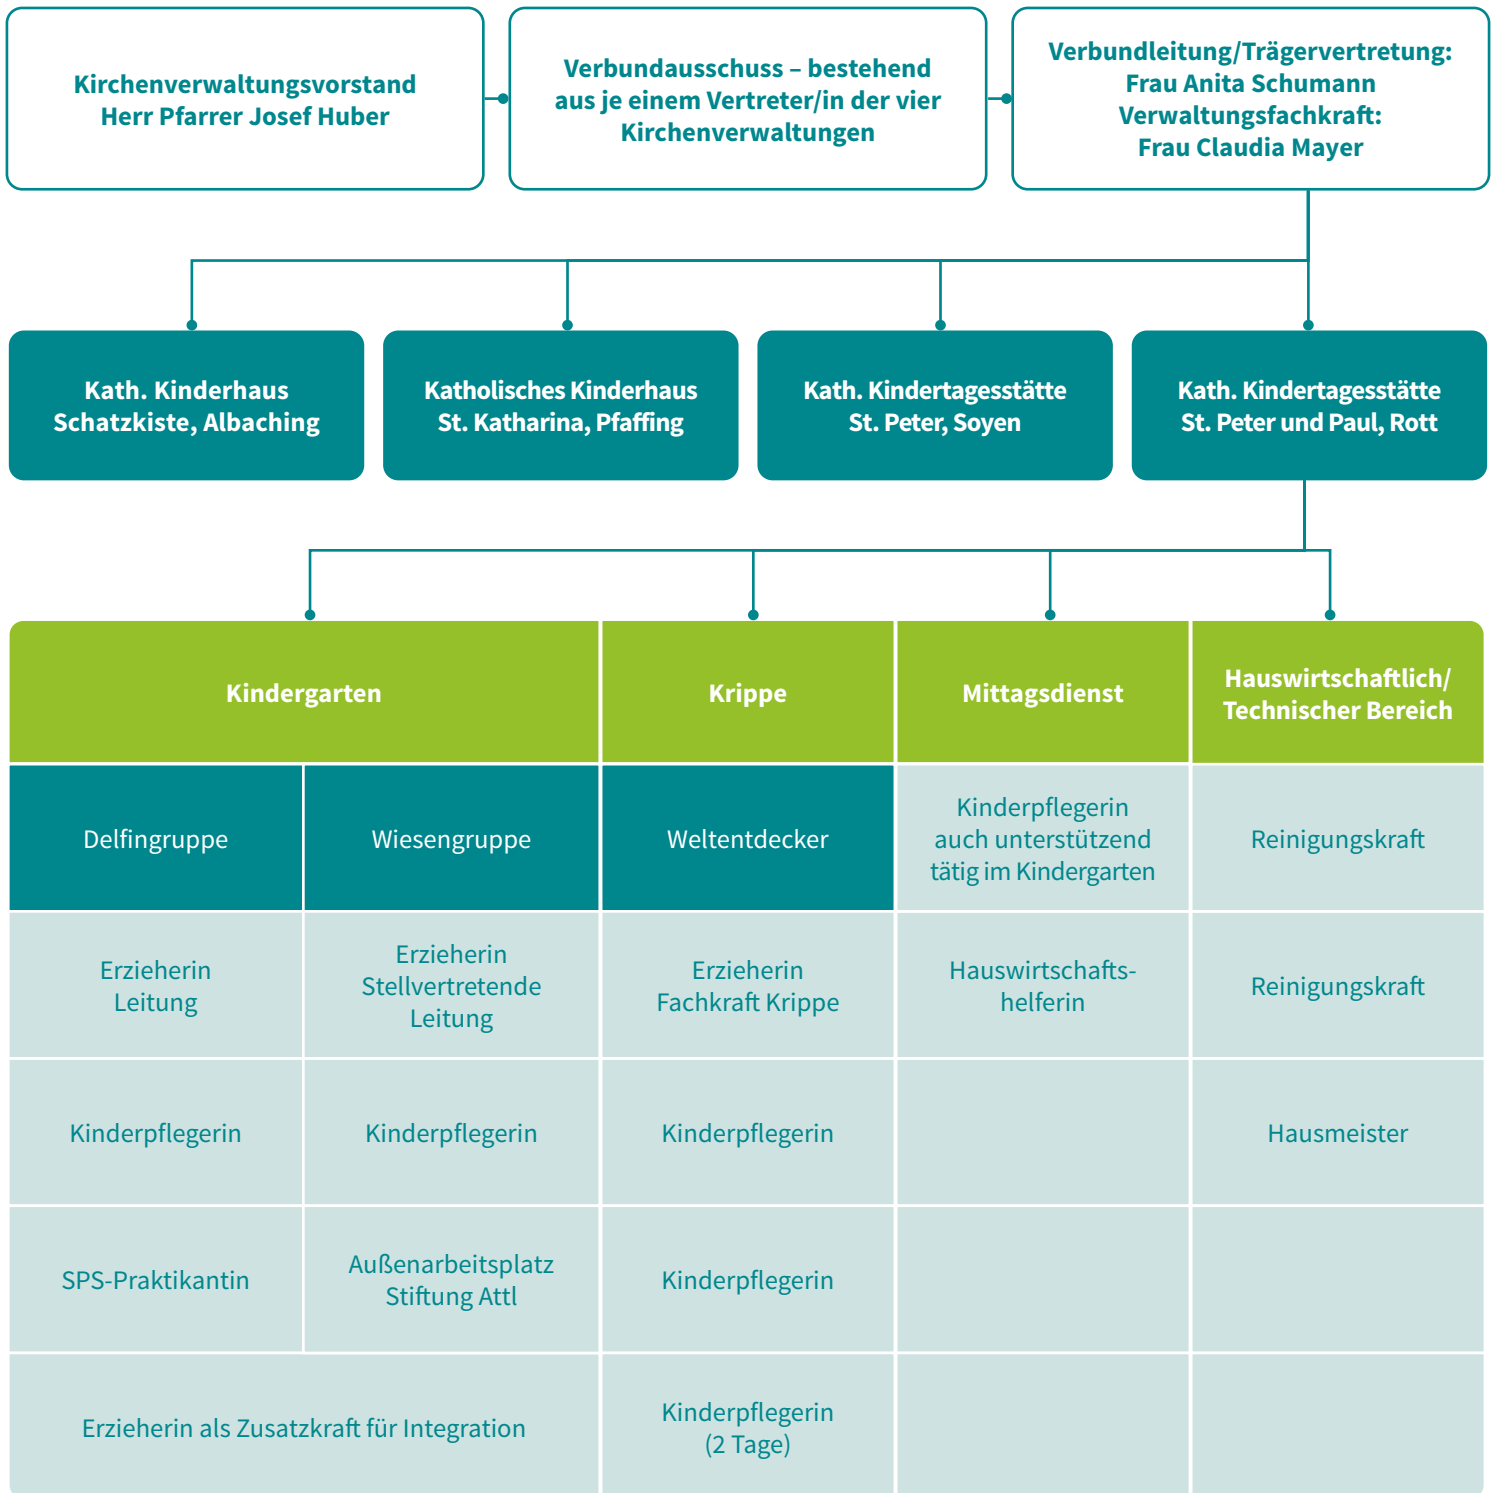 Kirchenverwaltungsvorstand
Herr Pfarrer Josef Huber
Verbundausschuss – bestehend
aus je einem Vertreter/in der vier
Kirchenverwaltungen
Verbundleitung/Trägervertretung:
Frau Anita Schumann
Verwaltungsfachkraft:
Frau Claudia Mayer
Kath. Kinderhaus
Schatzkiste, Albaching
Katholisches Kinderhaus
St. Katharina, Pfaffing
Kath. Kindertagesstätte
St. Peter, Soyen
Kath. Kindertagesstätte
St. Peter und Paul, Rott
Kindergarten
Krippe
Mittagsdienst
Hauswirtschaftlich/
Technischer Bereich
Delfingruppe
Wiesengruppe
Weltentdecker
Kinderpflegerin
auch unterstützend
tätig im Kindergarten
Reinigungskraft
Erzieherin
Leitung
Erzieherin
Stellvertretende
Leitung
Erzieherin
Fachkraft Krippe
Hauswirtschafts-
helferin
Reinigungskraft
Kinderpflegerin
Kinderpflegerin
Kinderpflegerin
Hausmeister
SPS-Praktikantin
Außenarbeitsplatz
Stiftung Attl
Kinderpflegerin
Erzieherin als Zusatzkraft für Integration
Kinderpflegerin
(2 Tage)